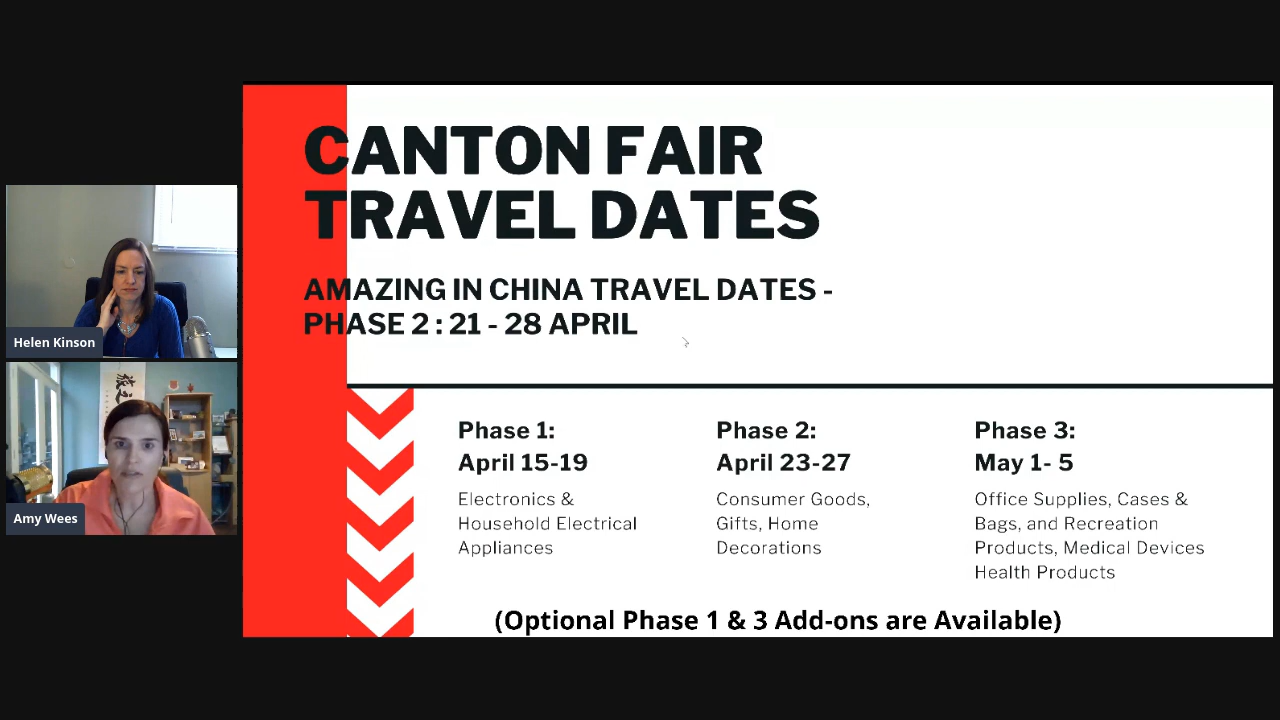 CANTON FAIR
TRAVEL DATES
AMAZING IN CHINA TRAVEL DATES -
PHASE 2 : 21 - 28 APRIL
Helen Kinson
Amy Wees
Phase 1:
April 15-19
Electronics &
Household Electrical
Appliances
Phase 2:
April 23-27
Consumer Goods,
Gifts, Home
Decorations
Phase 3:
May 1- 5
Office Supplies, Cases &
Bags, and Recreation
Products, Medical Devices
Health Products
(Optional Phase 1 & 3 Add-ons are Available)